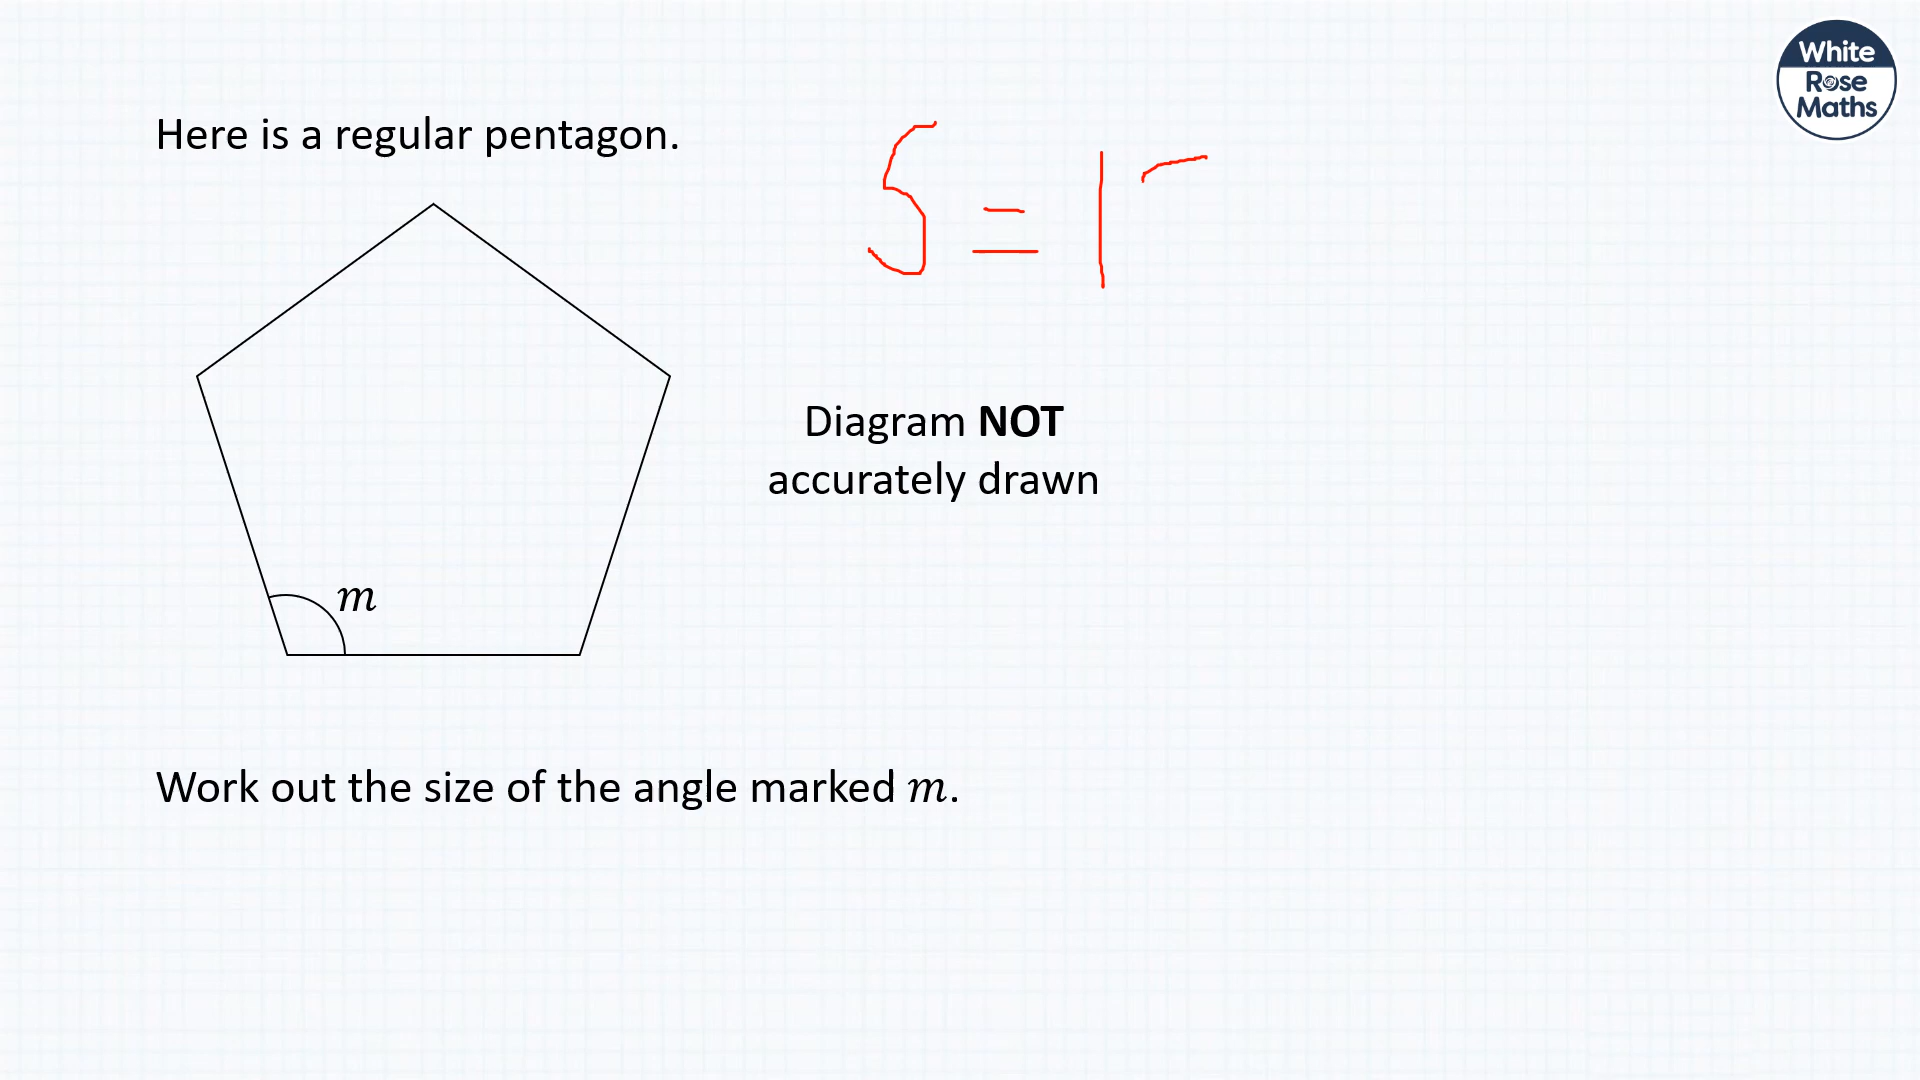 White
Rose
Maths
Here is a regular pentagon.
S = 1
Diagram NOT
accurately drawn
m
Work out the size of the angle marked m.